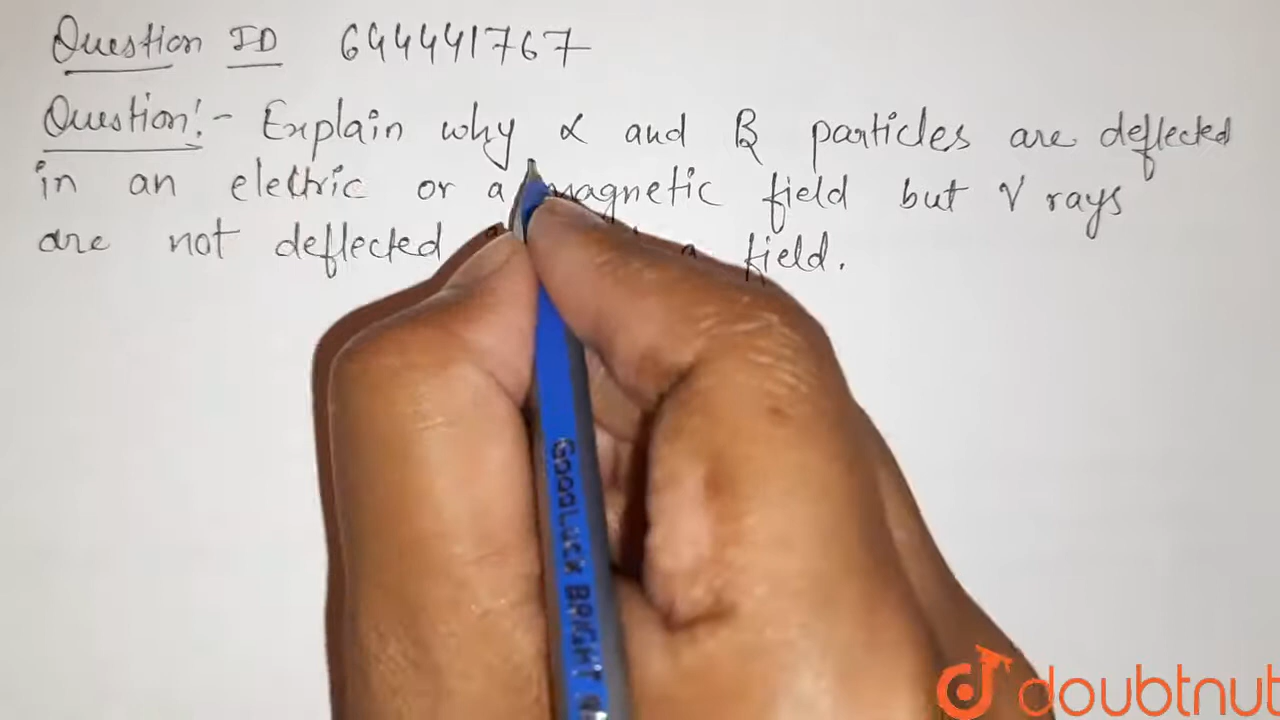 Question ID 644441767
Question:- Explain why α and β particles are deflected
in an electric or a magnetic field but γ rays
are not deflected field.
GOODLUCK BRIGHT
doubtnut